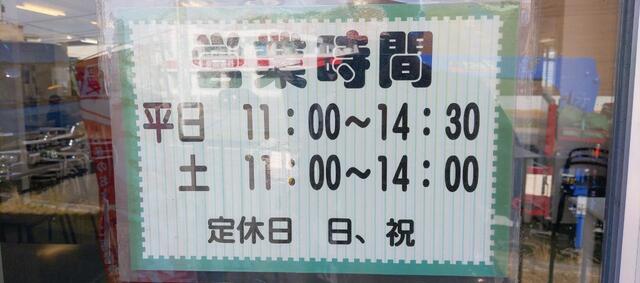 営業時間
平日 11：00～14：30
土 11：00～14：00
定休日 日、祝